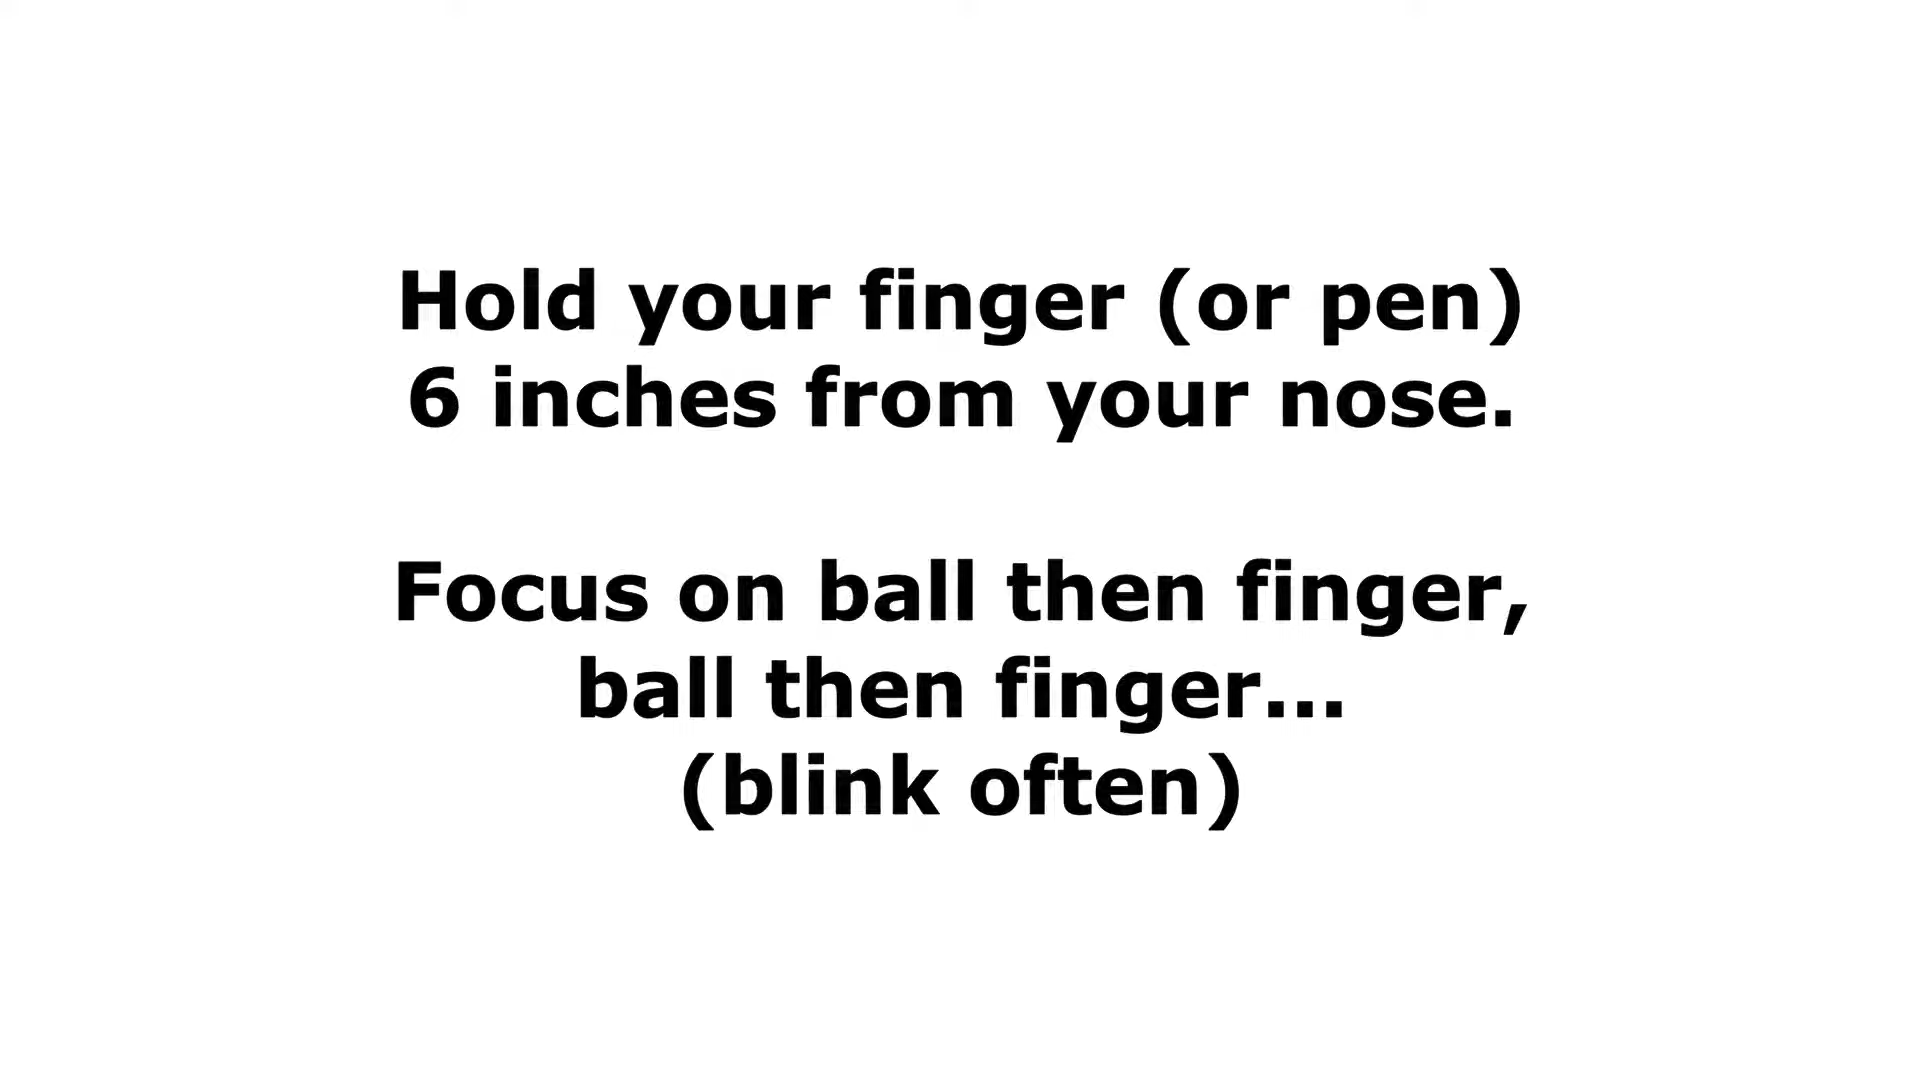 Hold your finger (or pen)
6 inches from your nose.
Focus on ball then finger,
ball then finger...
(blink often)